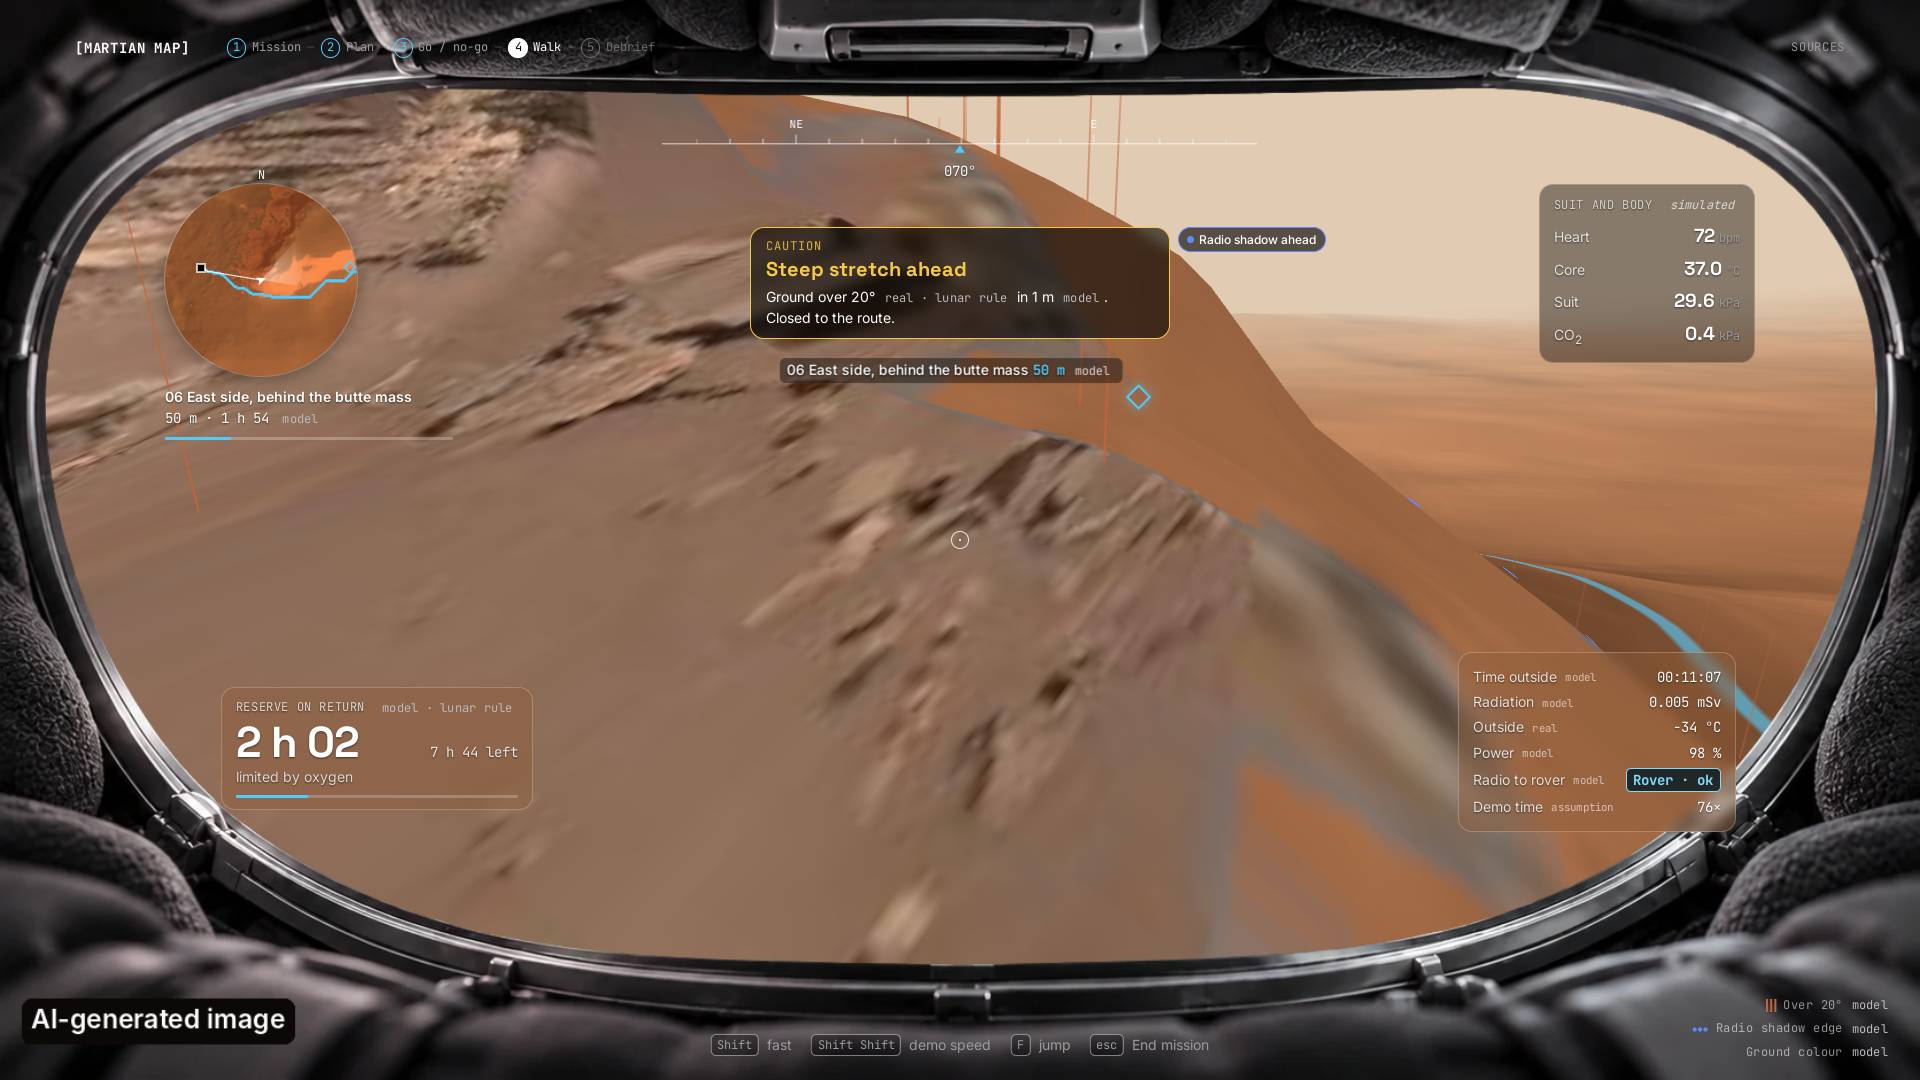 [MARTIAN MAP] 1 Mission 2 Plan 3 Go / no-go 4 Walk 5 Debrief
SOURCES
NE E
070°
N
06 East side, behind the butte mass
50 m · 1 h 54 model
CAUTION
Steep stretch ahead
Ground over 20° real · lunar rule in 1 m model .
Closed to the route.
Radio shadow ahead
06 East side, behind the butte mass 50 m model
SUIT AND BODY simulated
Heart 72 bpm
Core 37.0 °C
Suit 29.6 kPa
CO2 0.4 kPa
RESERVE ON RETURN model · lunar rule
2 h 02 7 h 44 left
limited by oxygen
Time outside model 00:11:07
Radiation model 0.005 mSv
Outside real -34 °C
Power model 98 %
Radio to rover model Rover · ok
Demo time assumption 76×
AI-generated image
Shift fast Shift Shift demo speed F jump esc End mission
Over 20° model
Radio shadow edge model
Ground colour model